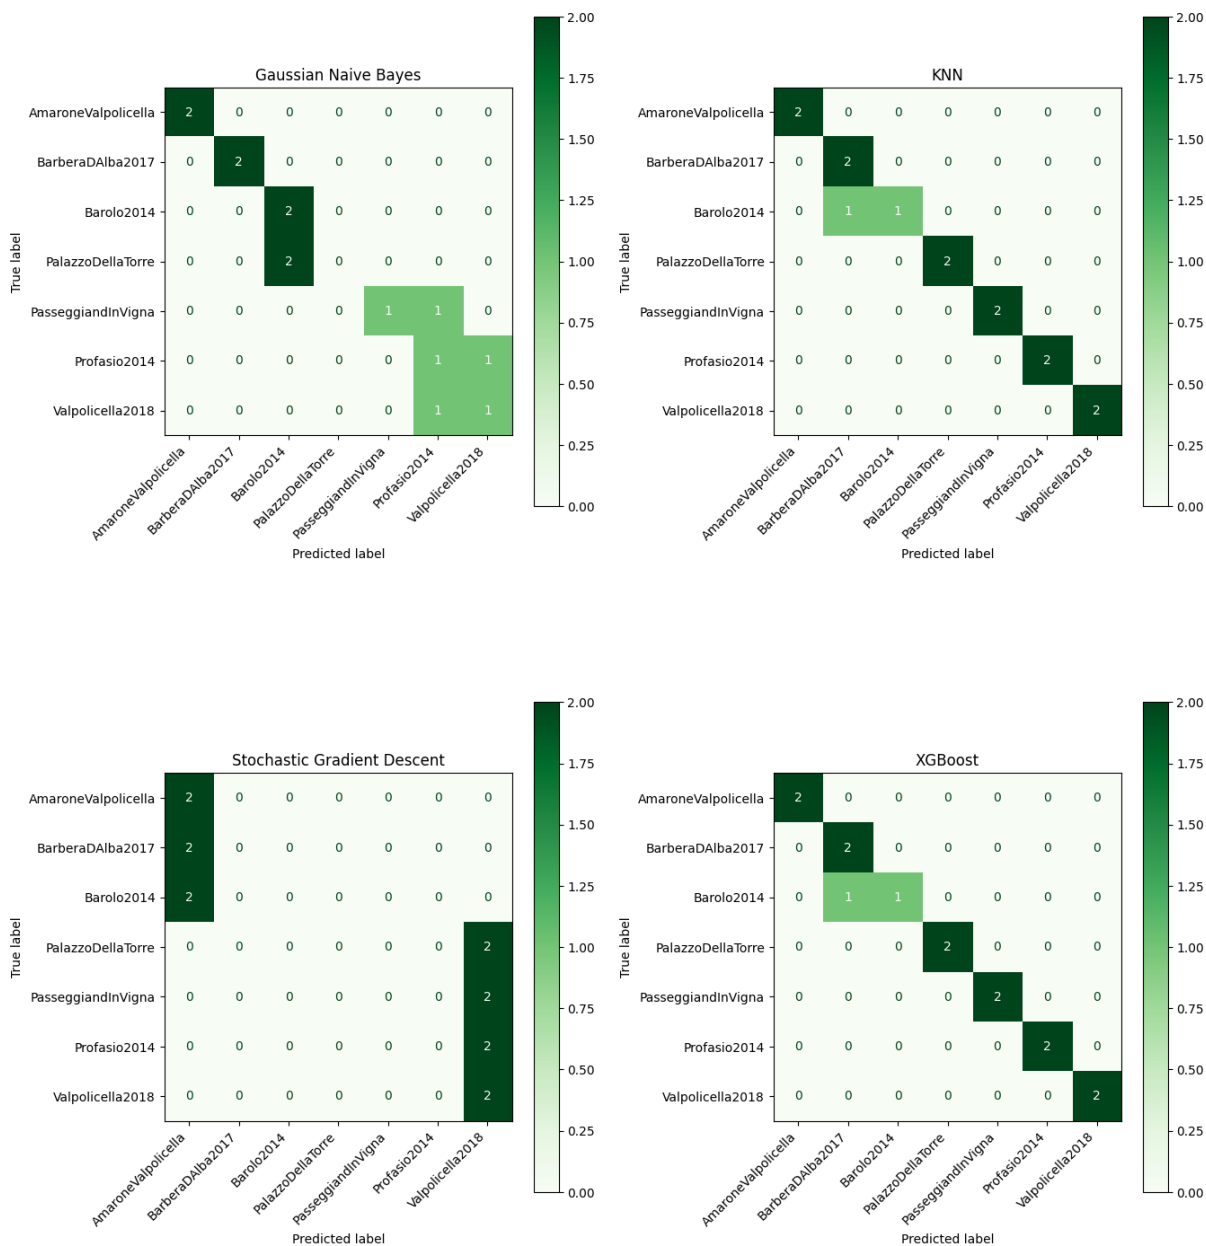 Gaussian Naive Bayes
True label
AmaroneValpolicella 2 0 0 0 0 0 0
BarberaDAlba2017 0 2 0 0 0 0 0
Barolo2014 0 0 2 0 0 0 0
PalazzoDellaTorre 0 0 2 0 0 0 0
PasseggiandInVigna 0 0 0 0 1 1 0
Profasio2014 0 0 0 0 0 1 1
Valpolicella2018 0 0 0 0 0 1 1
AmaroneValpolicella
BarberaDAlba2017
Barolo2014
PalazzoDellaTorre
PasseggiandInVigna
Profasio2014
Valpolicella2018
Predicted label
2.00
1.75
1.50
1.25
1.00
0.75
0.50
0.25
0.00
KNN
True label
AmaroneValpolicella 2 0 0 0 0 0 0
BarberaDAlba2017 0 2 0 0 0 0 0
Barolo2014 0 1 1 0 0 0 0
PalazzoDellaTorre 0 0 0 2 0 0 0
PasseggiandInVigna 0 0 0 0 2 0 0
Profasio2014 0 0 0 0 0 2 0
Valpolicella2018 0 0 0 0 0 0 2
AmaroneValpolicella
BarberaDAlba2017
Barolo2014
PalazzoDellaTorre
PasseggiandInVigna
Profasio2014
Valpolicella2018
Predicted label
2.00
1.75
1.50
1.25
1.00
0.75
0.50
0.25
0.00
Stochastic Gradient Descent
True label
AmaroneValpolicella 2 0 0 0 0 0 0
BarberaDAlba2017 2 0 0 0 0 0 0
Barolo2014 2 0 0 0 0 0 0
PalazzoDellaTorre 0 0 0 0 0 0 2
PasseggiandInVigna 0 0 0 0 0 0 2
Profasio2014 0 0 0 0 0 0 2
Valpolicella2018 0 0 0 0 0 0 2
AmaroneValpolicella
BarberaDAlba2017
Barolo2014
PalazzoDellaTorre
PasseggiandInVigna
Profasio2014
Valpolicella2018
Predicted label
2.00
1.75
1.50
1.25
1.00
0.75
0.50
0.25
0.00
XGBoost
True label
AmaroneValpolicella 2 0 0 0 0 0 0
BarberaDAlba2017 0 2 0 0 0 0 0
Barolo2014 0 1 1 0 0 0 0
PalazzoDellaTorre 0 0 0 2 0 0 0
PasseggiandInVigna 0 0 0 0 2 0 0
Profasio2014 0 0 0 0 0 2 0
Valpolicella2018 0 0 0 0 0 0 2
AmaroneValpolicella
BarberaDAlba2017
Barolo2014
PalazzoDellaTorre
PasseggiandInVigna
Profasio2014
Valpolicella2018
Predicted label
2.00
1.75
1.50
1.25
1.00
0.75
0.50
0.25
0.00